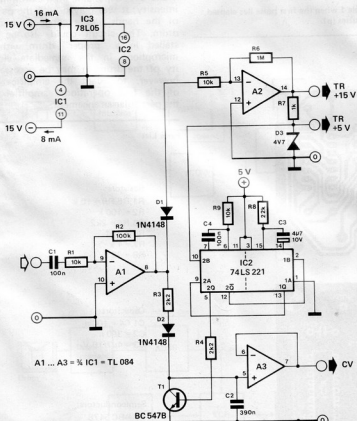 16 mA
15 V
IC3
78L05
16
IC2
8
0
4
IC1
11
15 V
8 mA
R6
1M
R5
10k
13
12
A2
14
TR
+15 V
R7
1k
TR
+5 V
D3
4V7
0
5 V
D1
1N4148
R9
10k
R8
22k
C4
100n
C3
4µ7
10V
7
6
11
3
15
14
10
2B
IC2
74LS 221
1B
2
9
2A
1A
1
2Q
2Q̅
1Q
5
12
13
R2
100k
C1
100n
R1
10k
9
10
A1
8
R3
2k2
D2
1N4148
R4
2k2
0
A1 ... A3 = ¾ IC1 = TL 084
6
5
A3
7
CV
T1
BC 547B
C2
390n
0